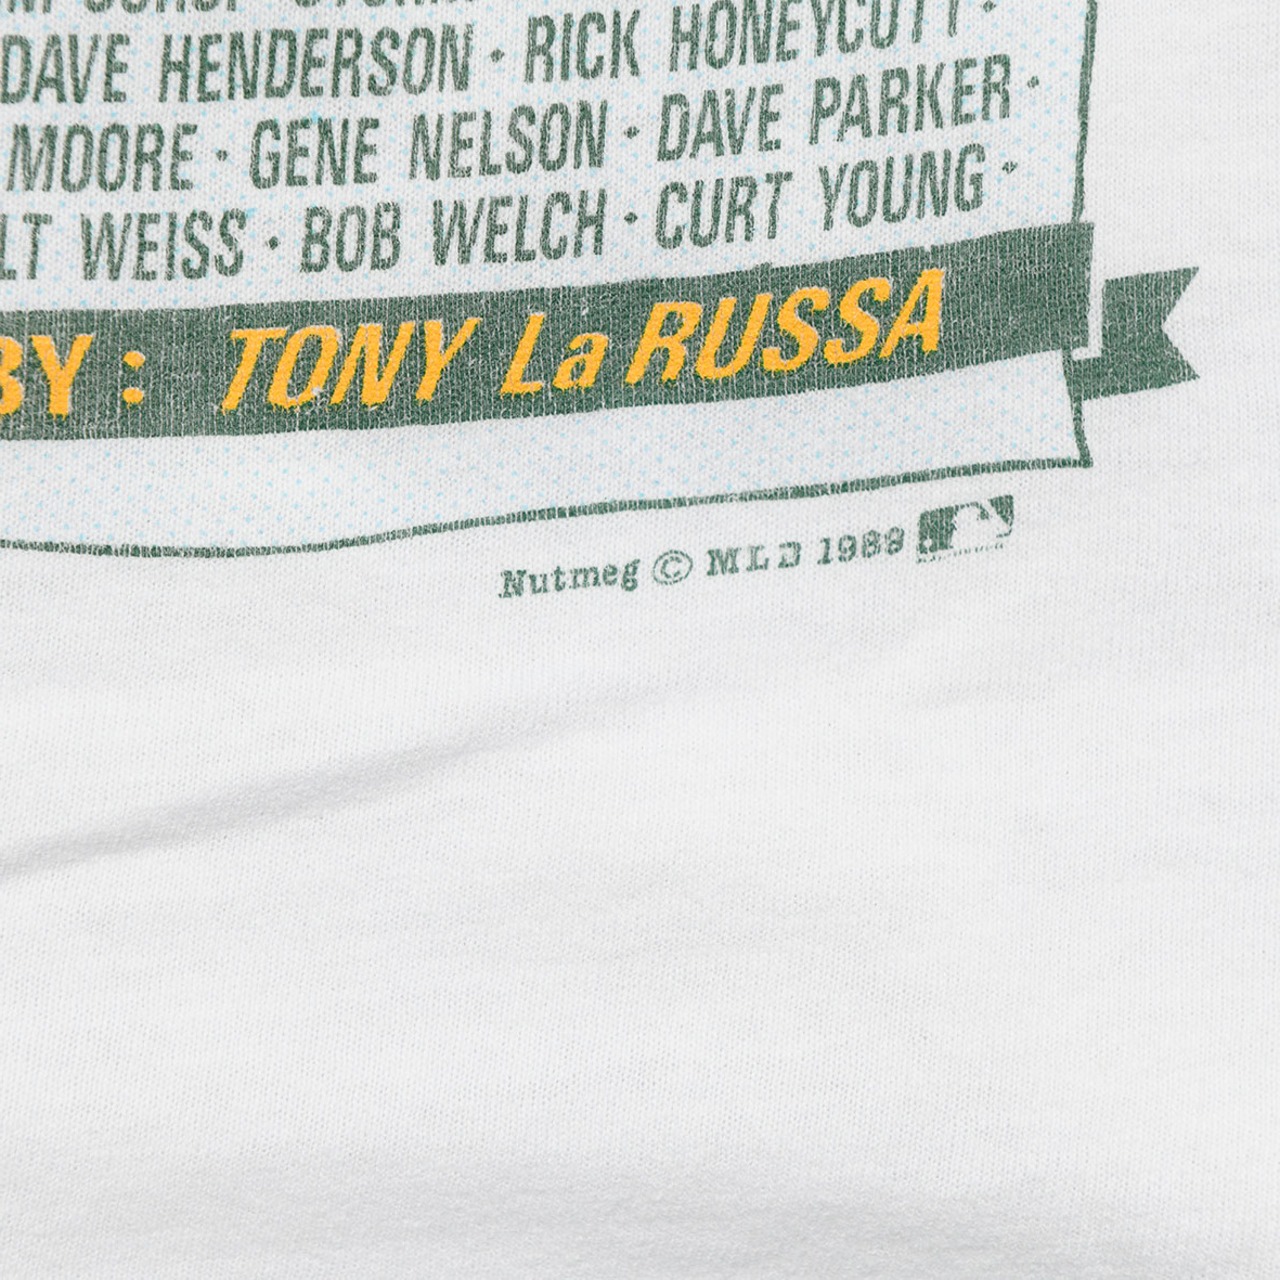 DAVE HENDERSON · RICK HONEYCUTT ·
MOORE · GENE NELSON · DAVE PARKER ·
LT WEISS · BOB WELCH · CURT YOUNG ·
BY : TONY La RUSSA
Nutmeg © MLB 1989